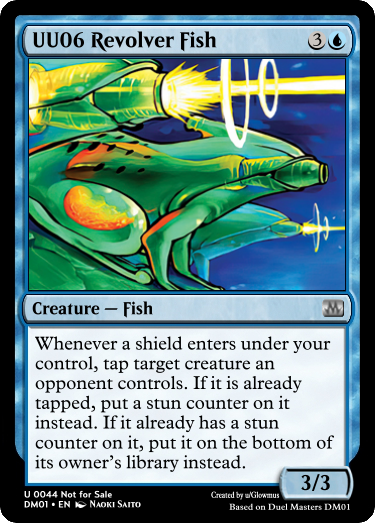 UU06 Revolver Fish 3
Creature — Fish
M
Whenever a shield enters under your
control, tap target creature an
opponent controls. If it is already
tapped, put a stun counter on it
instead. If it already has a stun
counter on it, put it on the bottom of
its owner's library instead.
3/3
U 0044 Not for Sale
DM01 • EN Naoki Saito
Created by u/Glowmus
Based on Duel Masters DM01